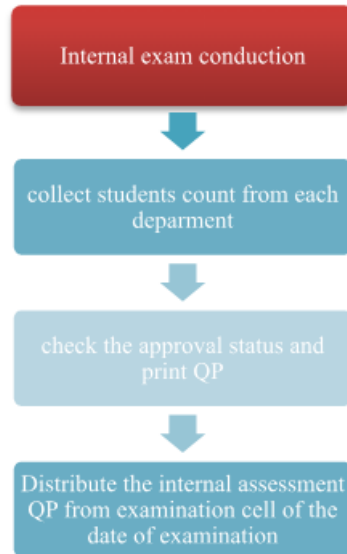 Internal exam conduction
collect students count from each
deparment
check the approval status and
print QP
Distribute the internal assessment
QP from examination cell of the
date of examination